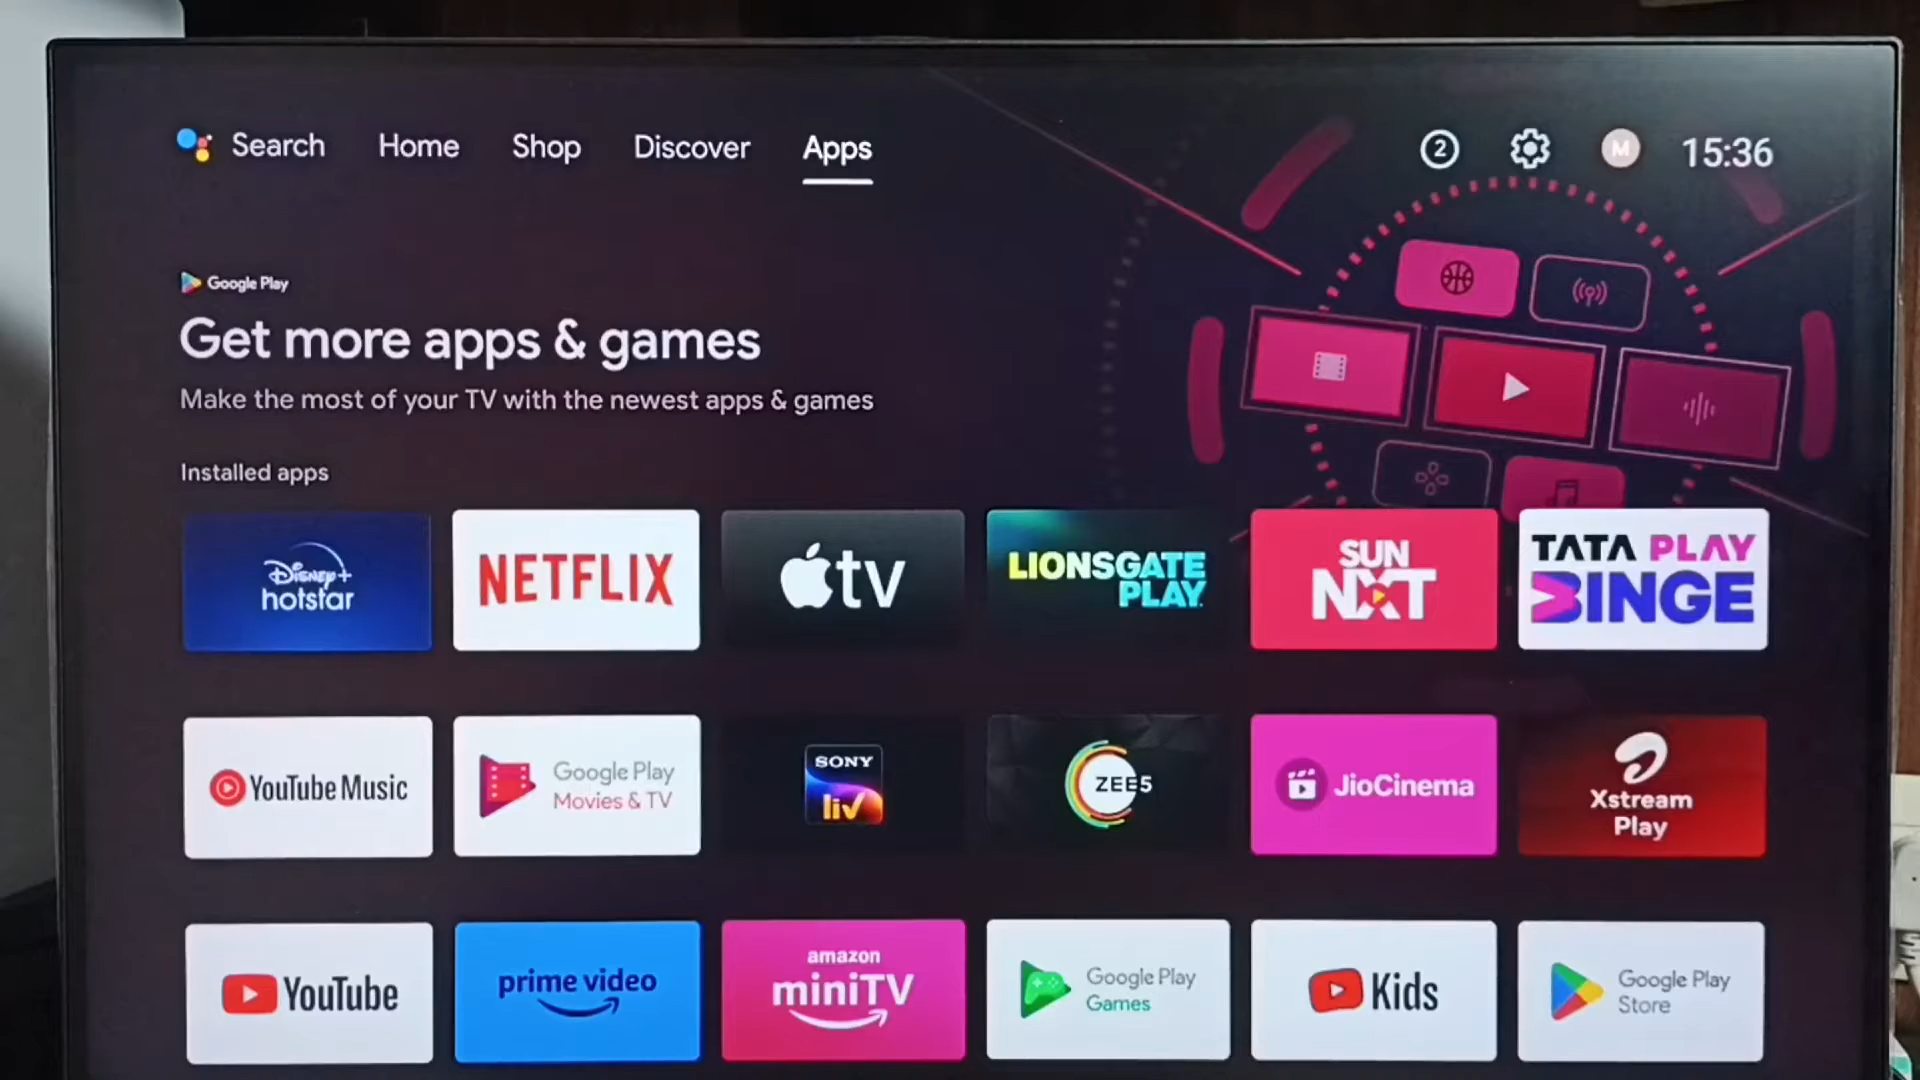 Search Home Shop Discover Apps 2 M 15:36
Google Play
Get more apps & games
Make the most of your TV with the newest apps & games
Installed apps
Disney+
hotstar
NETFLIX
tv
LIONSGATE
PLAY
SUN
NXT
TATA PLAY
BINGE
YouTube Music
Google Play
Movies & TV
SONY
liv
ZEE5
JioCinema
Xstream
Play
YouTube
prime video
amazon
miniTV
Google Play
Games
Kids
Google Play
Store